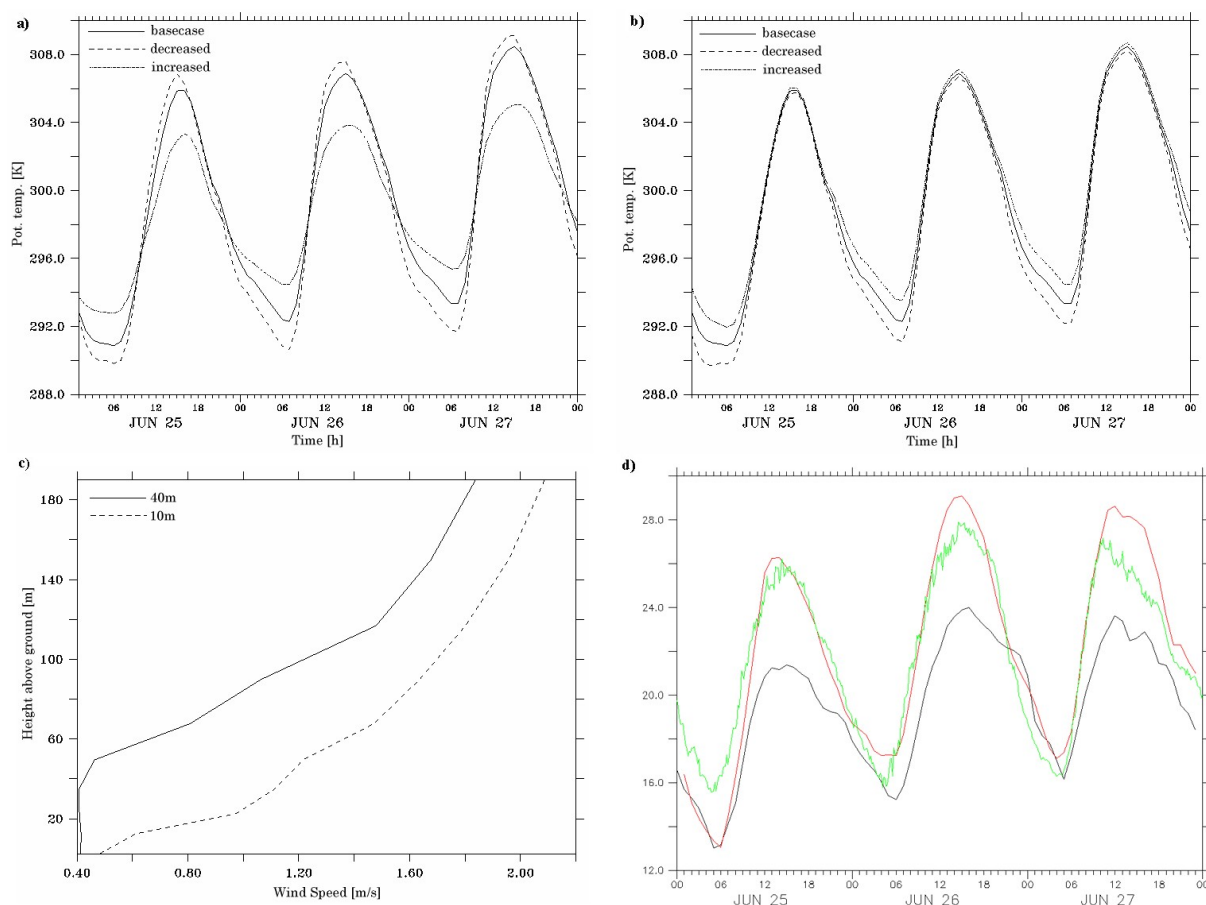 a)
basecase
decreased
increased
308.0
304.0
300.0
296.0
292.0
288.0
Pot. temp. [K]
06 12 18 00 06 12 18 00 06 12 18 00
JUN 25 JUN 26 JUN 27
Time [h]
b)
basecase
decreased
increased
308.0
304.0
300.0
296.0
292.0
288.0
Pot. temp. [K]
06 12 18 00 06 12 18 00 06 12 18 00
JUN 25 JUN 26 JUN 27
Time [h]
c)
40m
10m
180
140
100
60
20
Height above ground [m]
0.40 0.80 1.20 1.60 2.00
Wind Speed [m/s]
d)
28.0
24.0
20.0
16.0
12.0
00 06 12 18 00 06 12 18 00 06 12 18 00
JUN 25 JUN 26 JUN 27